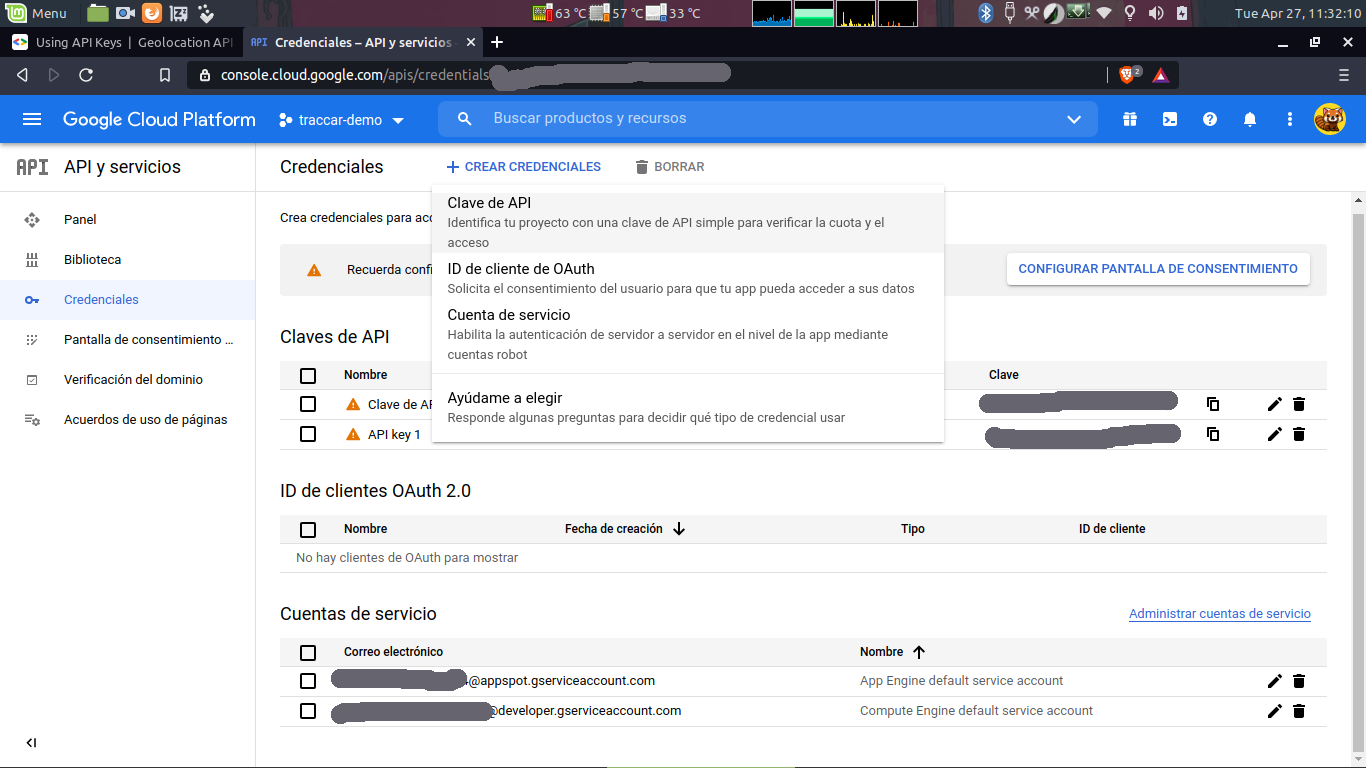 Menu
63 °C 57 °C 33 °C
Tue Apr 27, 11:32:10
Using API Keys | Geolocation API
API Credenciales – API y servicios
console.cloud.google.com/apis/credentials
2
Google Cloud Platform
traccar-demo
Buscar productos y recursos
API API y servicios
Credenciales
CREAR CREDENCIALES
BORRAR
Panel
Biblioteca
Credenciales
Pantalla de consentimiento ...
Verificación del dominio
Acuerdos de uso de páginas
Crea credenciales para acc
Clave de API
Identifica tu proyecto con una clave de API simple para verificar la cuota y el
acceso
ID de cliente de OAuth
Solicita el consentimiento del usuario para que tu app pueda acceder a sus datos
Cuenta de servicio
Habilita la autenticación de servidor a servidor en el nivel de la app mediante
cuentas robot
Ayúdame a elegir
Responde algunas preguntas para decidir qué tipo de credencial usar
Recuerda confi
CONFIGURAR PANTALLA DE CONSENTIMIENTO
Claves de API
Nombre
Clave
Clave de AP
API key 1
ID de clientes OAuth 2.0
Nombre
Fecha de creación
Tipo
ID de cliente
No hay clientes de OAuth para mostrar
Cuentas de servicio
Administrar cuentas de servicio
Correo electrónico
Nombre
@appspot.gserviceaccount.com
App Engine default service account
@developer.gserviceaccount.com
Compute Engine default service account